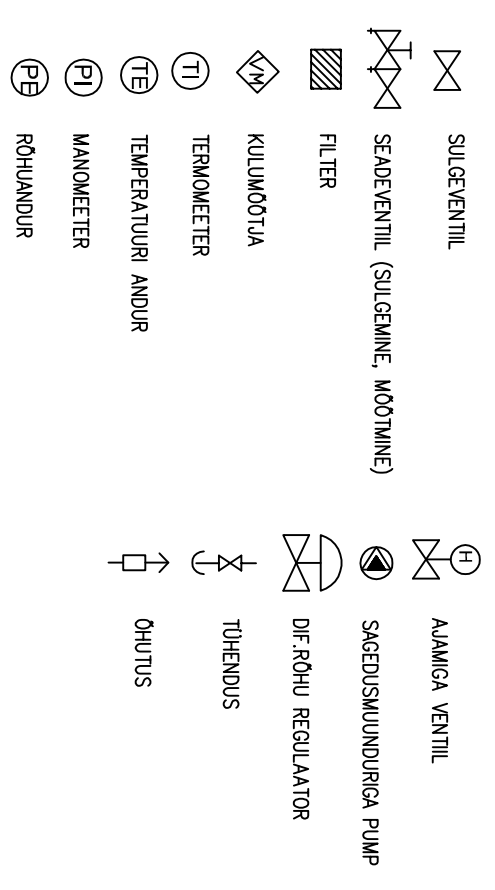 SULGEVENTIIL
SEADEVENTIIL (SULGEMINE, MÕÕTMINE)
FILTER
VM KULUMÕÕTJA
TI TERMOMEETER
TE TEMPERATUURI ANDUR
PI MANOMEETER
PE RÕHUANDUR
H AJAMIGA VENTIIL
SAGEDUSMUUNDURIGA PUMP
DIF.RÕHU REGULAATOR
TÜHENDUS
ÕHUTUS